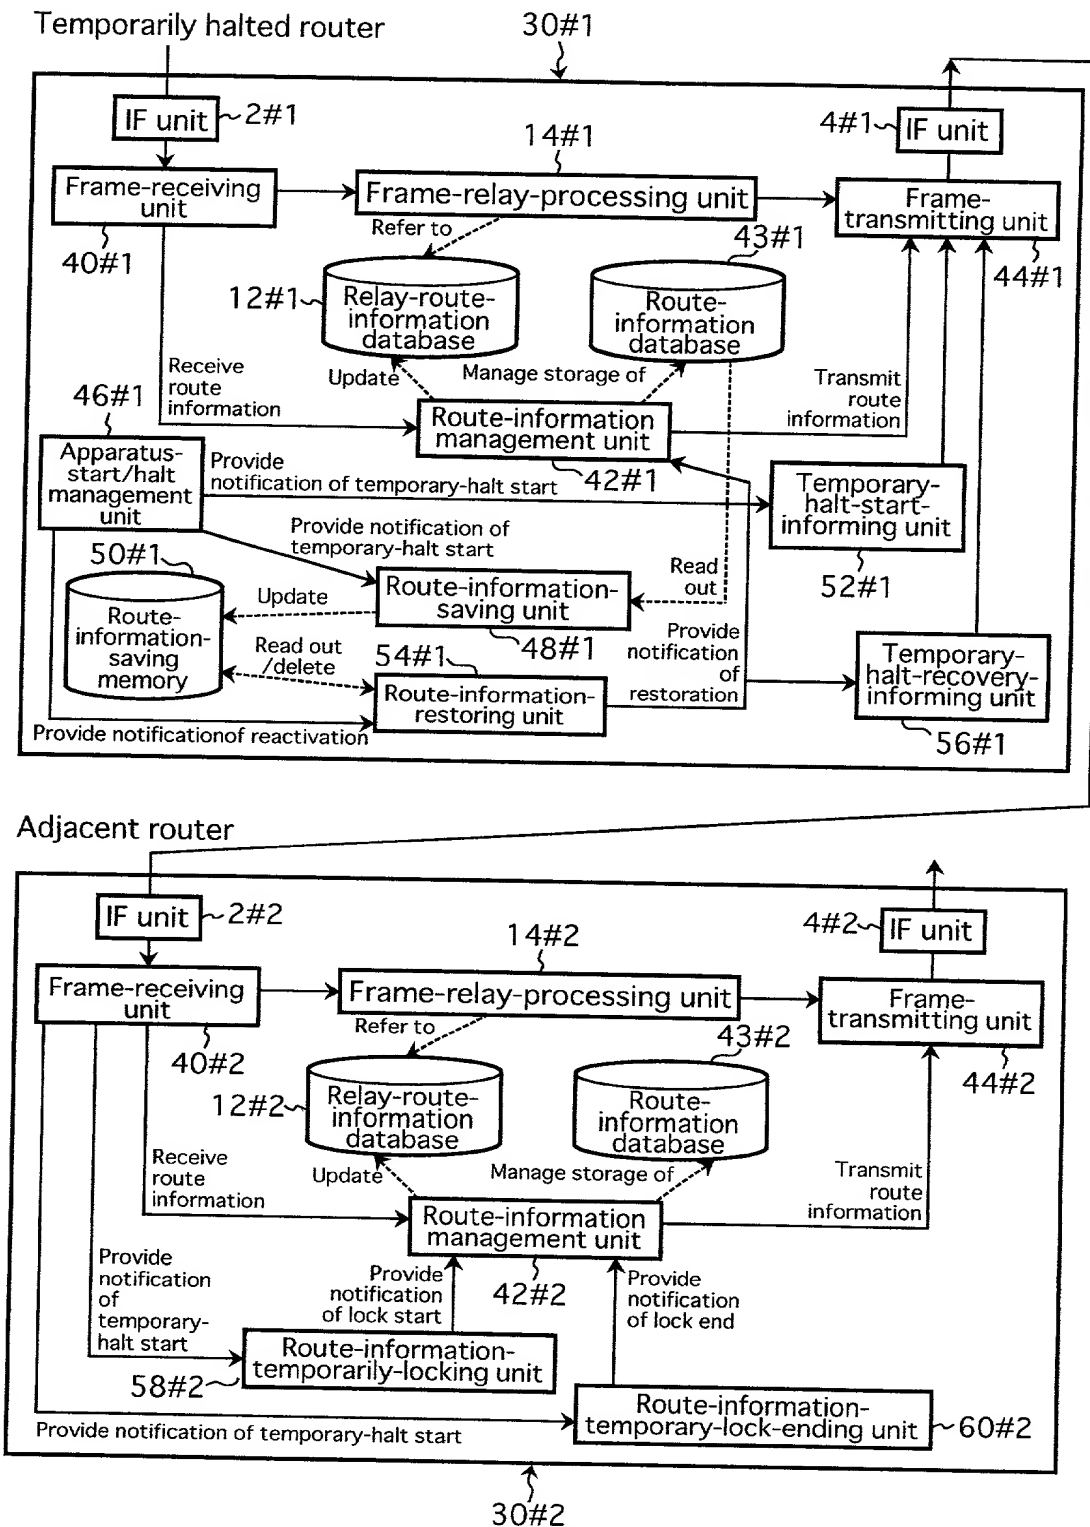 Temporarily halted router
30#1
IF unit
2#1
4#1
IF unit
14#1
Frame-receiving
unit
Frame-relay-processing unit
Frame-
transmitting unit
40#1
Refer to
43#1
44#1
12#1
Relay-route-
information
database
Route-
information
database
Receive
route
information
Update
Manage storage of
Transmit
route
information
46#1
Route-information
management unit
42#1
Apparatus-
start/halt
management
unit
Provide
notification of temporary-halt start
Temporary-
halt-start-
informing unit
52#1
Provide notification of
temporary-halt start
50#1
Read
out
Route-information-
saving unit
48#1
Update
Route-
information-
saving
memory
Read out
/delete
54#1
Provide
notification
of
restoration
Temporary-
halt-recovery-
informing unit
56#1
Route-information-
restoring unit
Provide notificationof reactivation
Adjacent router
IF unit
2#2
4#2
IF unit
14#2
Frame-receiving
unit
Frame-relay-processing unit
Frame-
transmitting unit
40#2
Refer to
43#2
44#2
12#2
Relay-route-
information
database
Route-
information
database
Receive
route
information
Update
Manage storage of
Transmit
route
information
Route-information
management unit
42#2
Provide
notification
of
temporary-
halt start
Provide
notification
of lock start
Provide
notification
of lock end
Route-information-
temporarily-locking unit
58#2
Route-information-
temporary-lock-ending unit
60#2
Provide notification of temporary-halt start
30#2